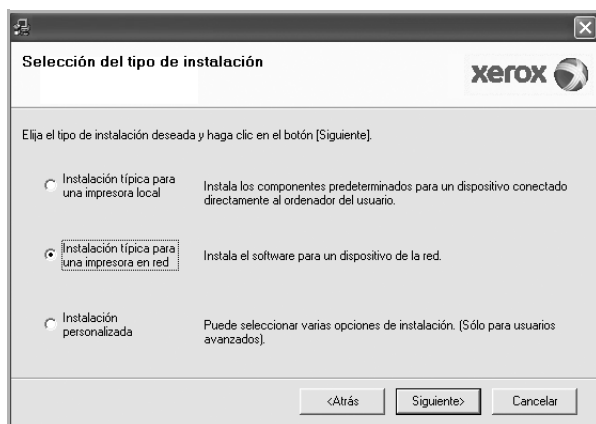 Selección del tipo de instalación
xerox
Elija el tipo de instalación deseada y haga clic en el botón [Siguiente].
Instalación típica para
una impresora local
Instala los componentes predeterminados para un dispositivo conectado
directamente al ordenador del usuario.
Instalación típica para
una impresora en red
Instala el software para un dispositivo de la red.
Instalación
personalizada
Puede seleccionar varias opciones de instalación. (Sólo para usuarios
avanzados).
<Atrás
Siguiente>
Cancelar